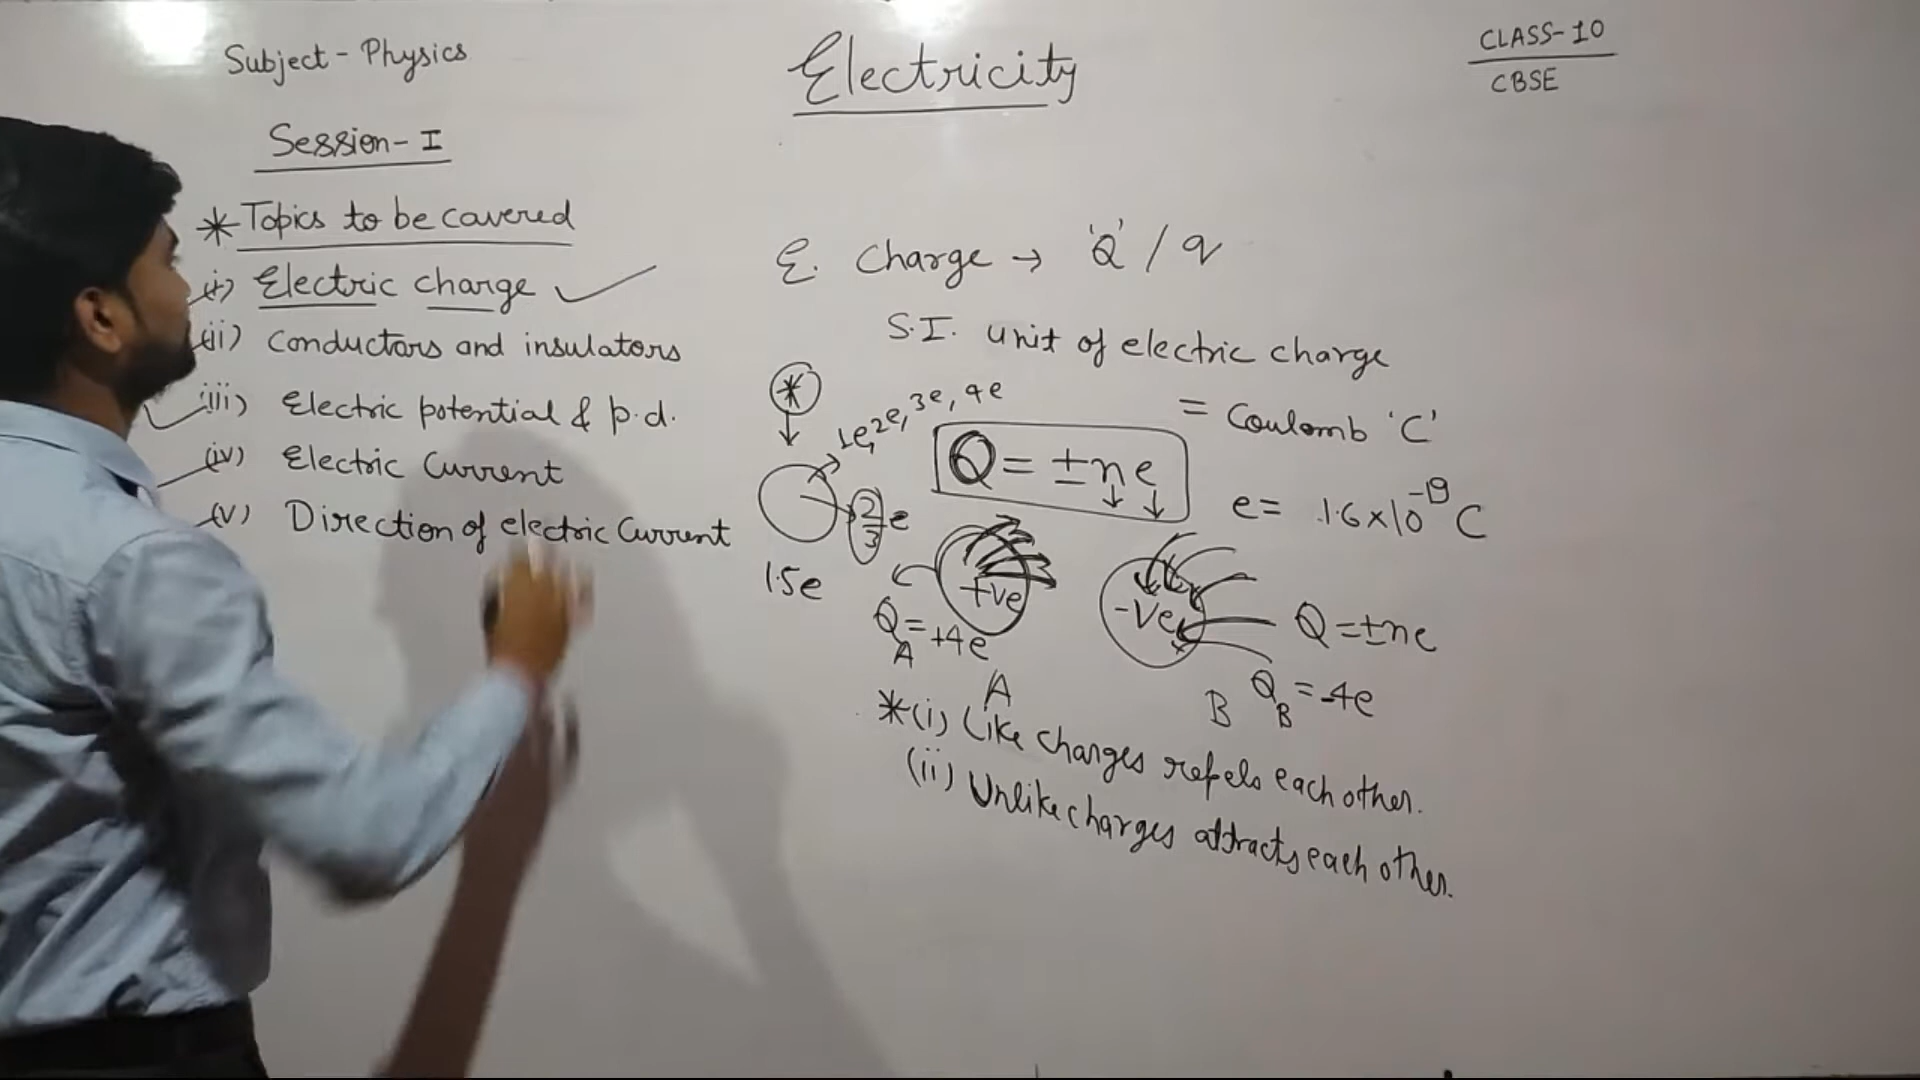 Subject - Physics
Electricity
CLASS-10
CBSE
Session-I
* Topics to be cavered
(i) Electric charge
(ii) Conductors and insulators
(iii) Electric potential & p.d.
(iv) Electric Current
(v) Direction of electric Current
E. Charge → 'Q' / q
S.I. unit of electric charge
= Coulomb 'C'
*
1e, 2e, 3e, 4e
Q = ±ne
e = 1.6×10⁻¹⁹ C
2/3 e
1.5e
+ve
Q_A = +4e
A
-ve
Q = ±ne
B
Q_B = -4e
*(i) Like charges repels each other.
(ii) Unlike charges attracts each other.